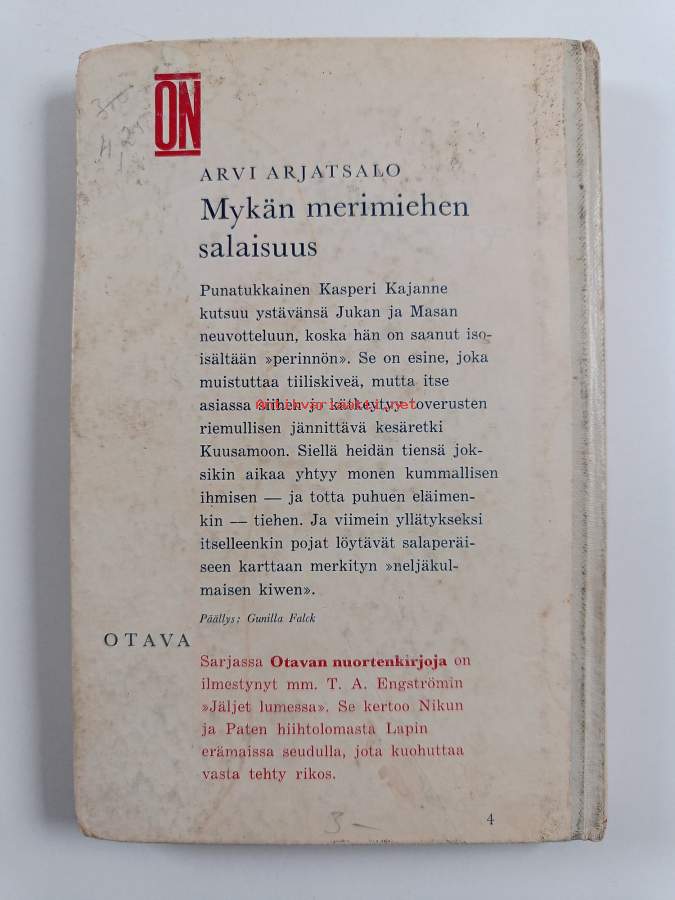 ON
ARVI ARJATSALO
Mykän merimiehen
salaisuus
Punatukkainen Kasperi Kajanne
kutsuu ystävänsä Jukan ja Masan
neuvotteluun, koska hän on saanut iso-
isältään »perinnön». Se on esine, joka
muistuttaa tiiliskiveä, mutta itse
asiassa siihen jo kätkeytyy toverusten
riemullisen jännittävä kesäretki
Kuusamoon. Siellä heidän tiensä jok-
sikin aikaa yhtyy monen kummallisen
ihmisen — ja totta puhuen eläimen-
kin — tiehen. Ja viimein yllätykseksi
itselleenkin pojat löytävät salaperäi-
seen karttaan merkityn »neljäkul-
maisen kiwen».
Päällys: Gunilla Falck
OTAVA
Sarjassa Otavan nuortenkirjoja on
ilmestynyt mm. T. A. Engströmin
»Jäljet lumessa». Se kertoo Nikun
ja Paten hiihtolomasta Lapin
erämaissa seudulla, jota kuohuttaa
vasta tehty rikos.
3-
4